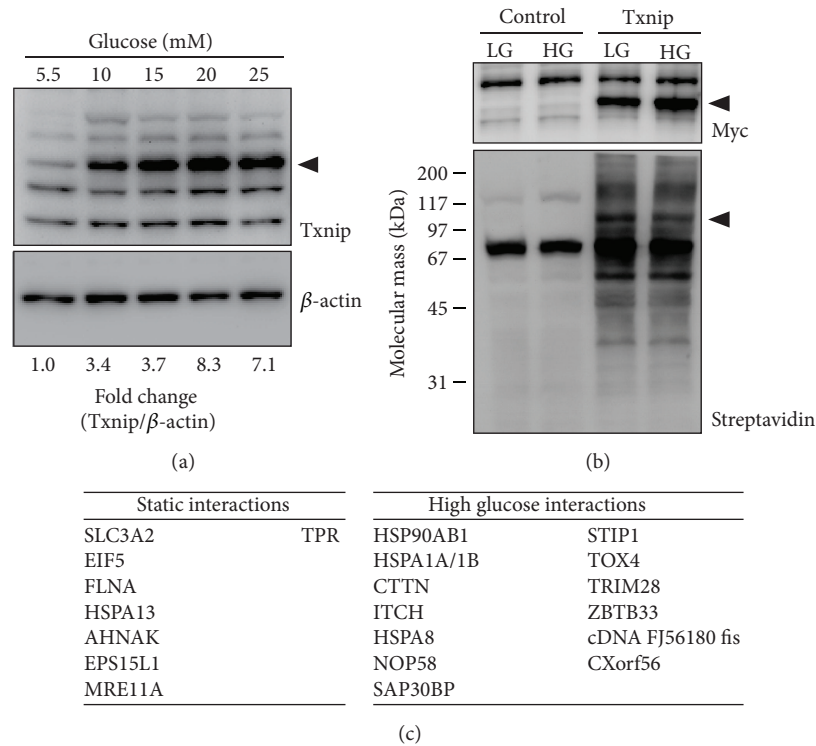 Glucose (mM)
5.5 10 15 20 25
Txnip
β-actin
1.0 3.4 3.7 8.3 7.1
Fold change
(Txnip/β-actin)
(a)
Control Txnip
LG HG LG HG
Myc
Molecular mass (kDa)
200
117
97
67
45
31
Streptavidin
(b)
Static interactions High glucose interactions
SLC3A2 TPR HSP90AB1 STIP1
EIF5 HSPA1A/1B TOX4
FLNA CTTN TRIM28
HSPA13 ITCH ZBTB33
AHNAK HSPA8 cDNA FJ56180 fis
EPS15L1 NOP58 CXorf56
MRE11A SAP30BP
(c)